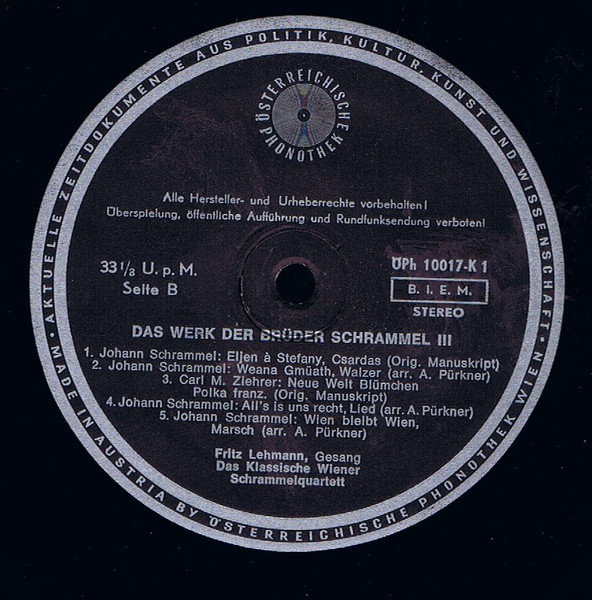 AKTUELLE ZEITDOKUMENTE AUS POLITIK, KULTUR, KUNST UND WISSENSCHAFT · WIEN ·
MADE IN AUSTRIA BY ÖSTERREICHISCHE PHONOTHEK WIEN
ÖSTERREICHISCHE
PHONOTHEK
Alle Hersteller- und Urheberrechte vorbehalten!
Überspielung, öffentliche Aufführung und Rundfunksendung verboten!
33 1/3 U. p. M.
Seite B
ÖPh 10017-K 1
B. I. E. M.
STEREO
DAS WERK DER BRÜDER SCHRAMMEL III
1. Johann Schrammel: Eljen à Stefany, Csardas (Orig. Manuskript)
2. Johann Schrammel: Weana Gmüath, Walzer (arr. A. Pürkner)
3. Carl M. Ziehrer: Neue Welt Blümchen
Polka franz. (Orig. Manuskript)
4. Johann Schrammel: All's is uns recht, Lied (arr. A. Pürkner)
5. Johann Schrammel: Wien bleibt Wien,
Marsch (arr. A. Pürkner)
Fritz Lehmann, Gesang
Das Klassische Wiener
Schrammelquartett